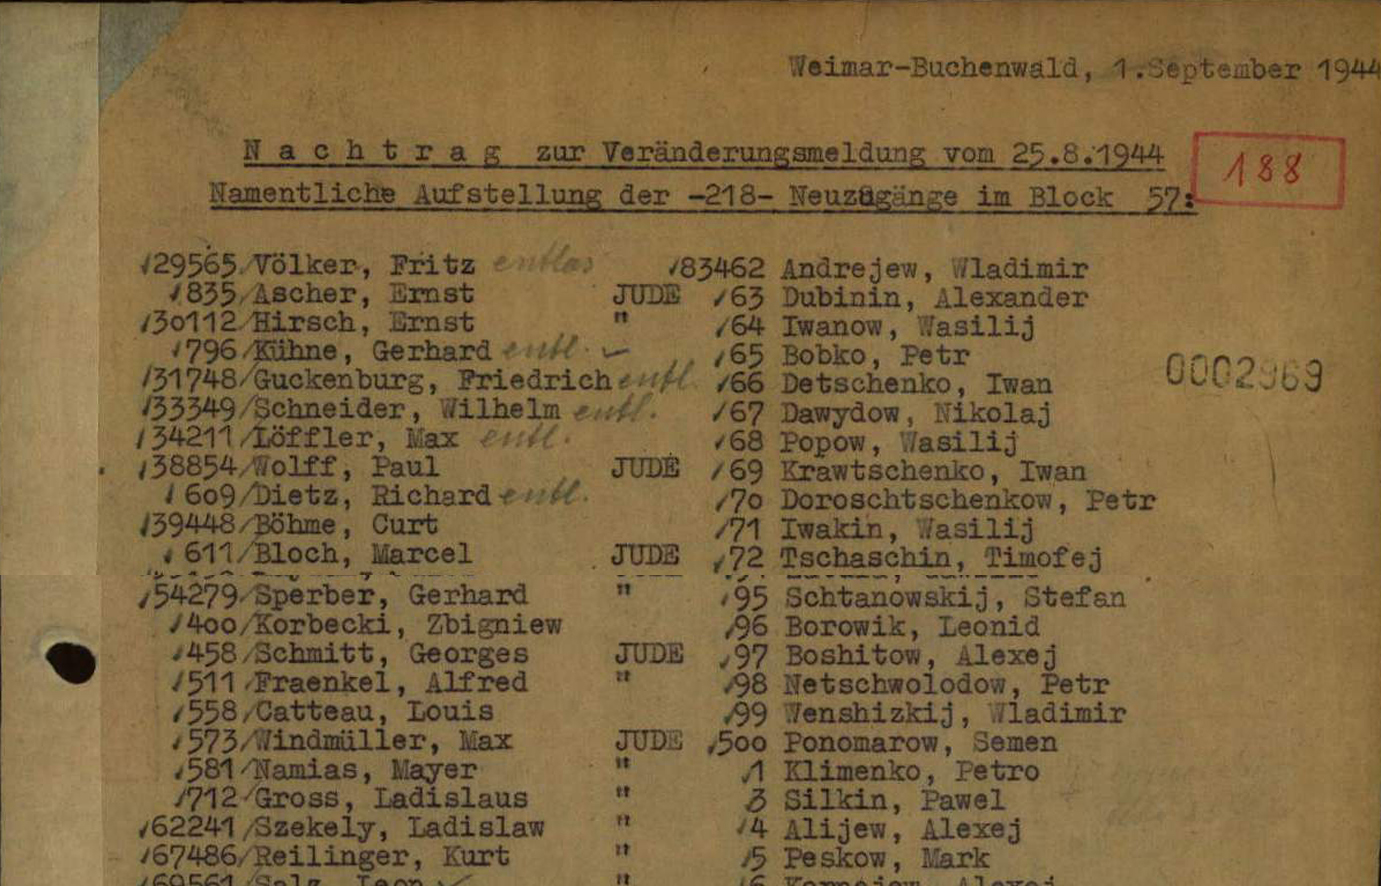 Weimar-Buchenwald, 1.September 1944
Nachtrag zur Veränderungsmeldung vom 25.8.1944
188
Namentliche Aufstellung der -218- Neuzugänge im Block 57:
29565 Völker, Fritz entlas
835 Ascher, Ernst JUDE
30112 Hirsch, Ernst "
796 Kühne, Gerhard entl.
31748 Guckenburg, Friedrich entl.
33349 Schneider, Wilhelm entl.
34211 Löffler, Max entl.
38854 Wolff, Paul JUDE
609 Dietz, Richard entl.
39448 Böhme, Curt
611 Bloch, Marcel JUDE
54279 Sperber, Gerhard "
400 Korbecki, Zbigniew
458 Schmitt, Georges JUDE
511 Fraenkel, Alfred "
558 Catteau, Louis
573 Windmüller, Max JUDE
581 Namias, Mayer "
712 Gross, Ladislaus "
62241 Szekely, Ladislaw "
67486 Reilinger, Kurt "
83462 Andrejew, Wladimir
63 Dubinin, Alexander
64 Iwanow, Wasilij
65 Bobko, Petr
66 Detschenko, Iwan
67 Dawydow, Nikolaj
68 Popow, Wasilij
69 Krawtschenko, Iwan
70 Doroschtschenkow, Petr
71 Iwakin, Wasilij
72 Tschaschin, Timofej
95 Schtanowskij, Stefan
96 Borowik, Leonid
97 Boshitow, Alexej
98 Netschwolodow, Petr
99 Wenshizkij, Wladimir
500 Ponomarow, Semen
1 Klimenko, Petro
3 Silkin, Pawel
4 Alijew, Alexej
5 Peskow, Mark
0002969